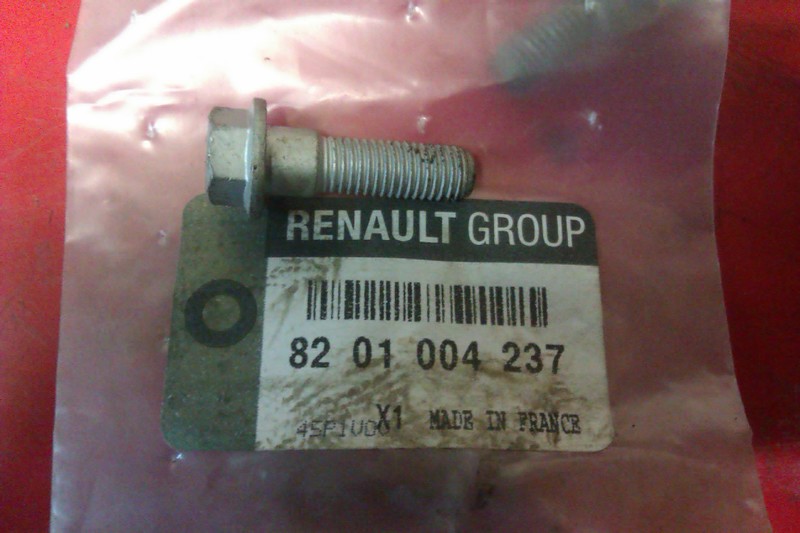 RENAULT GROUP
82 01 004 237
X1 MADE IN FRANCE